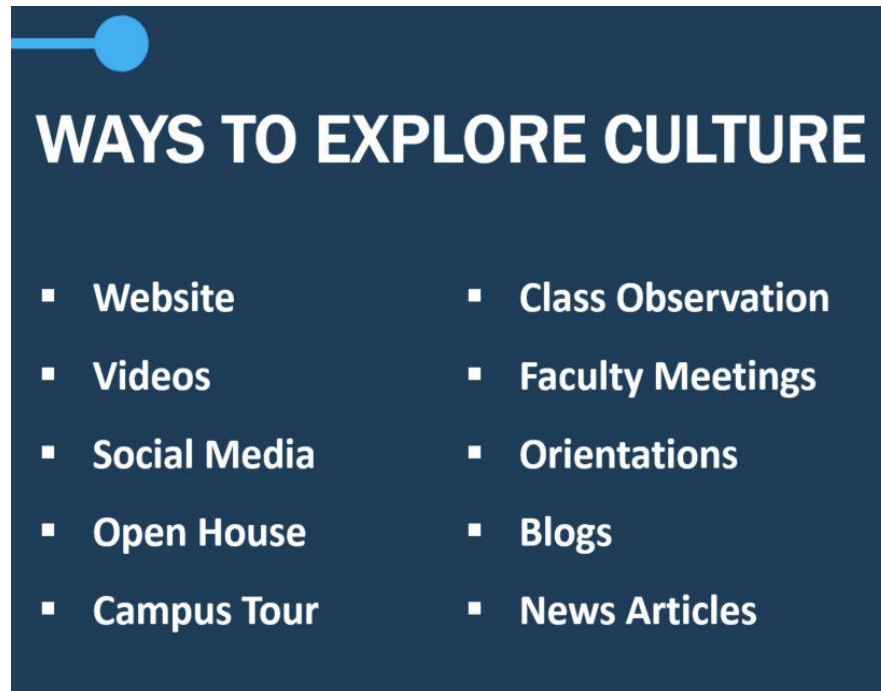 WAYS TO EXPLORE CULTURE
▪ Website
▪ Videos
▪ Social Media
▪ Open House
▪ Campus Tour
▪ Class Observation
▪ Faculty Meetings
▪ Orientations
▪ Blogs
▪ News Articles